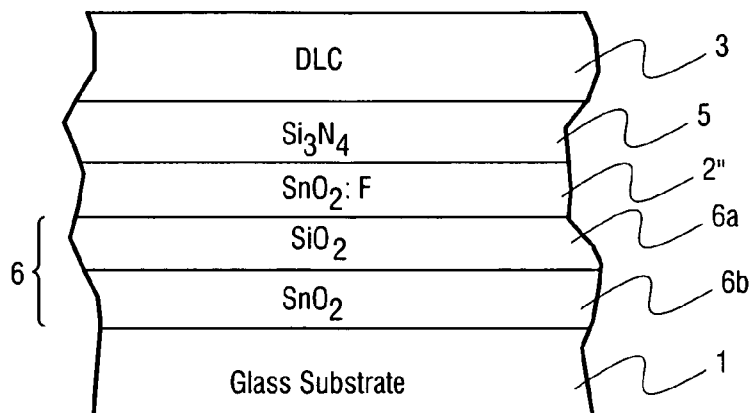 DLC 3
Si3N4 5
SnO2: F 2"
SiO2 6a
6
SnO2 6b
Glass Substrate 1